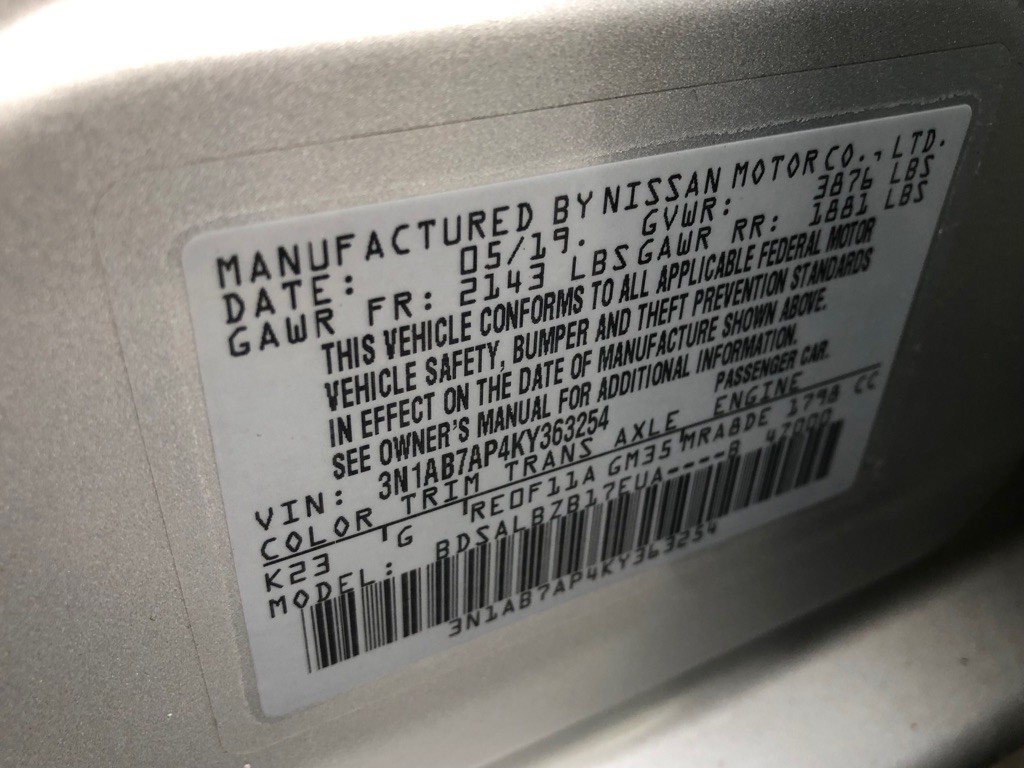 MANUFACTURED BY NISSAN MOTOR CO., LTD.
DATE: 05/19. GVWR: 3876 LBS
GAWR FR: 2143 LBS GAWR RR: 1881 LBS
THIS VEHICLE CONFORMS TO ALL APPLICABLE FEDERAL MOTOR
VEHICLE SAFETY, BUMPER AND THEFT PREVENTION STANDARDS
IN EFFECT ON THE DATE OF MANUFACTURE SHOWN ABOVE.
SEE OWNER'S MANUAL FOR ADDITIONAL INFORMATION.
VIN: 3N1AB7AP4KY363254 PASSENGER CAR.
COLOR TRIM TRANS AXLE ENGINE
K23 G RE0F11A GM35 MRA8DE 1798 CC
MODEL: BDSALBZB17EUA----B 47000
3N1AB7AP4KY363254